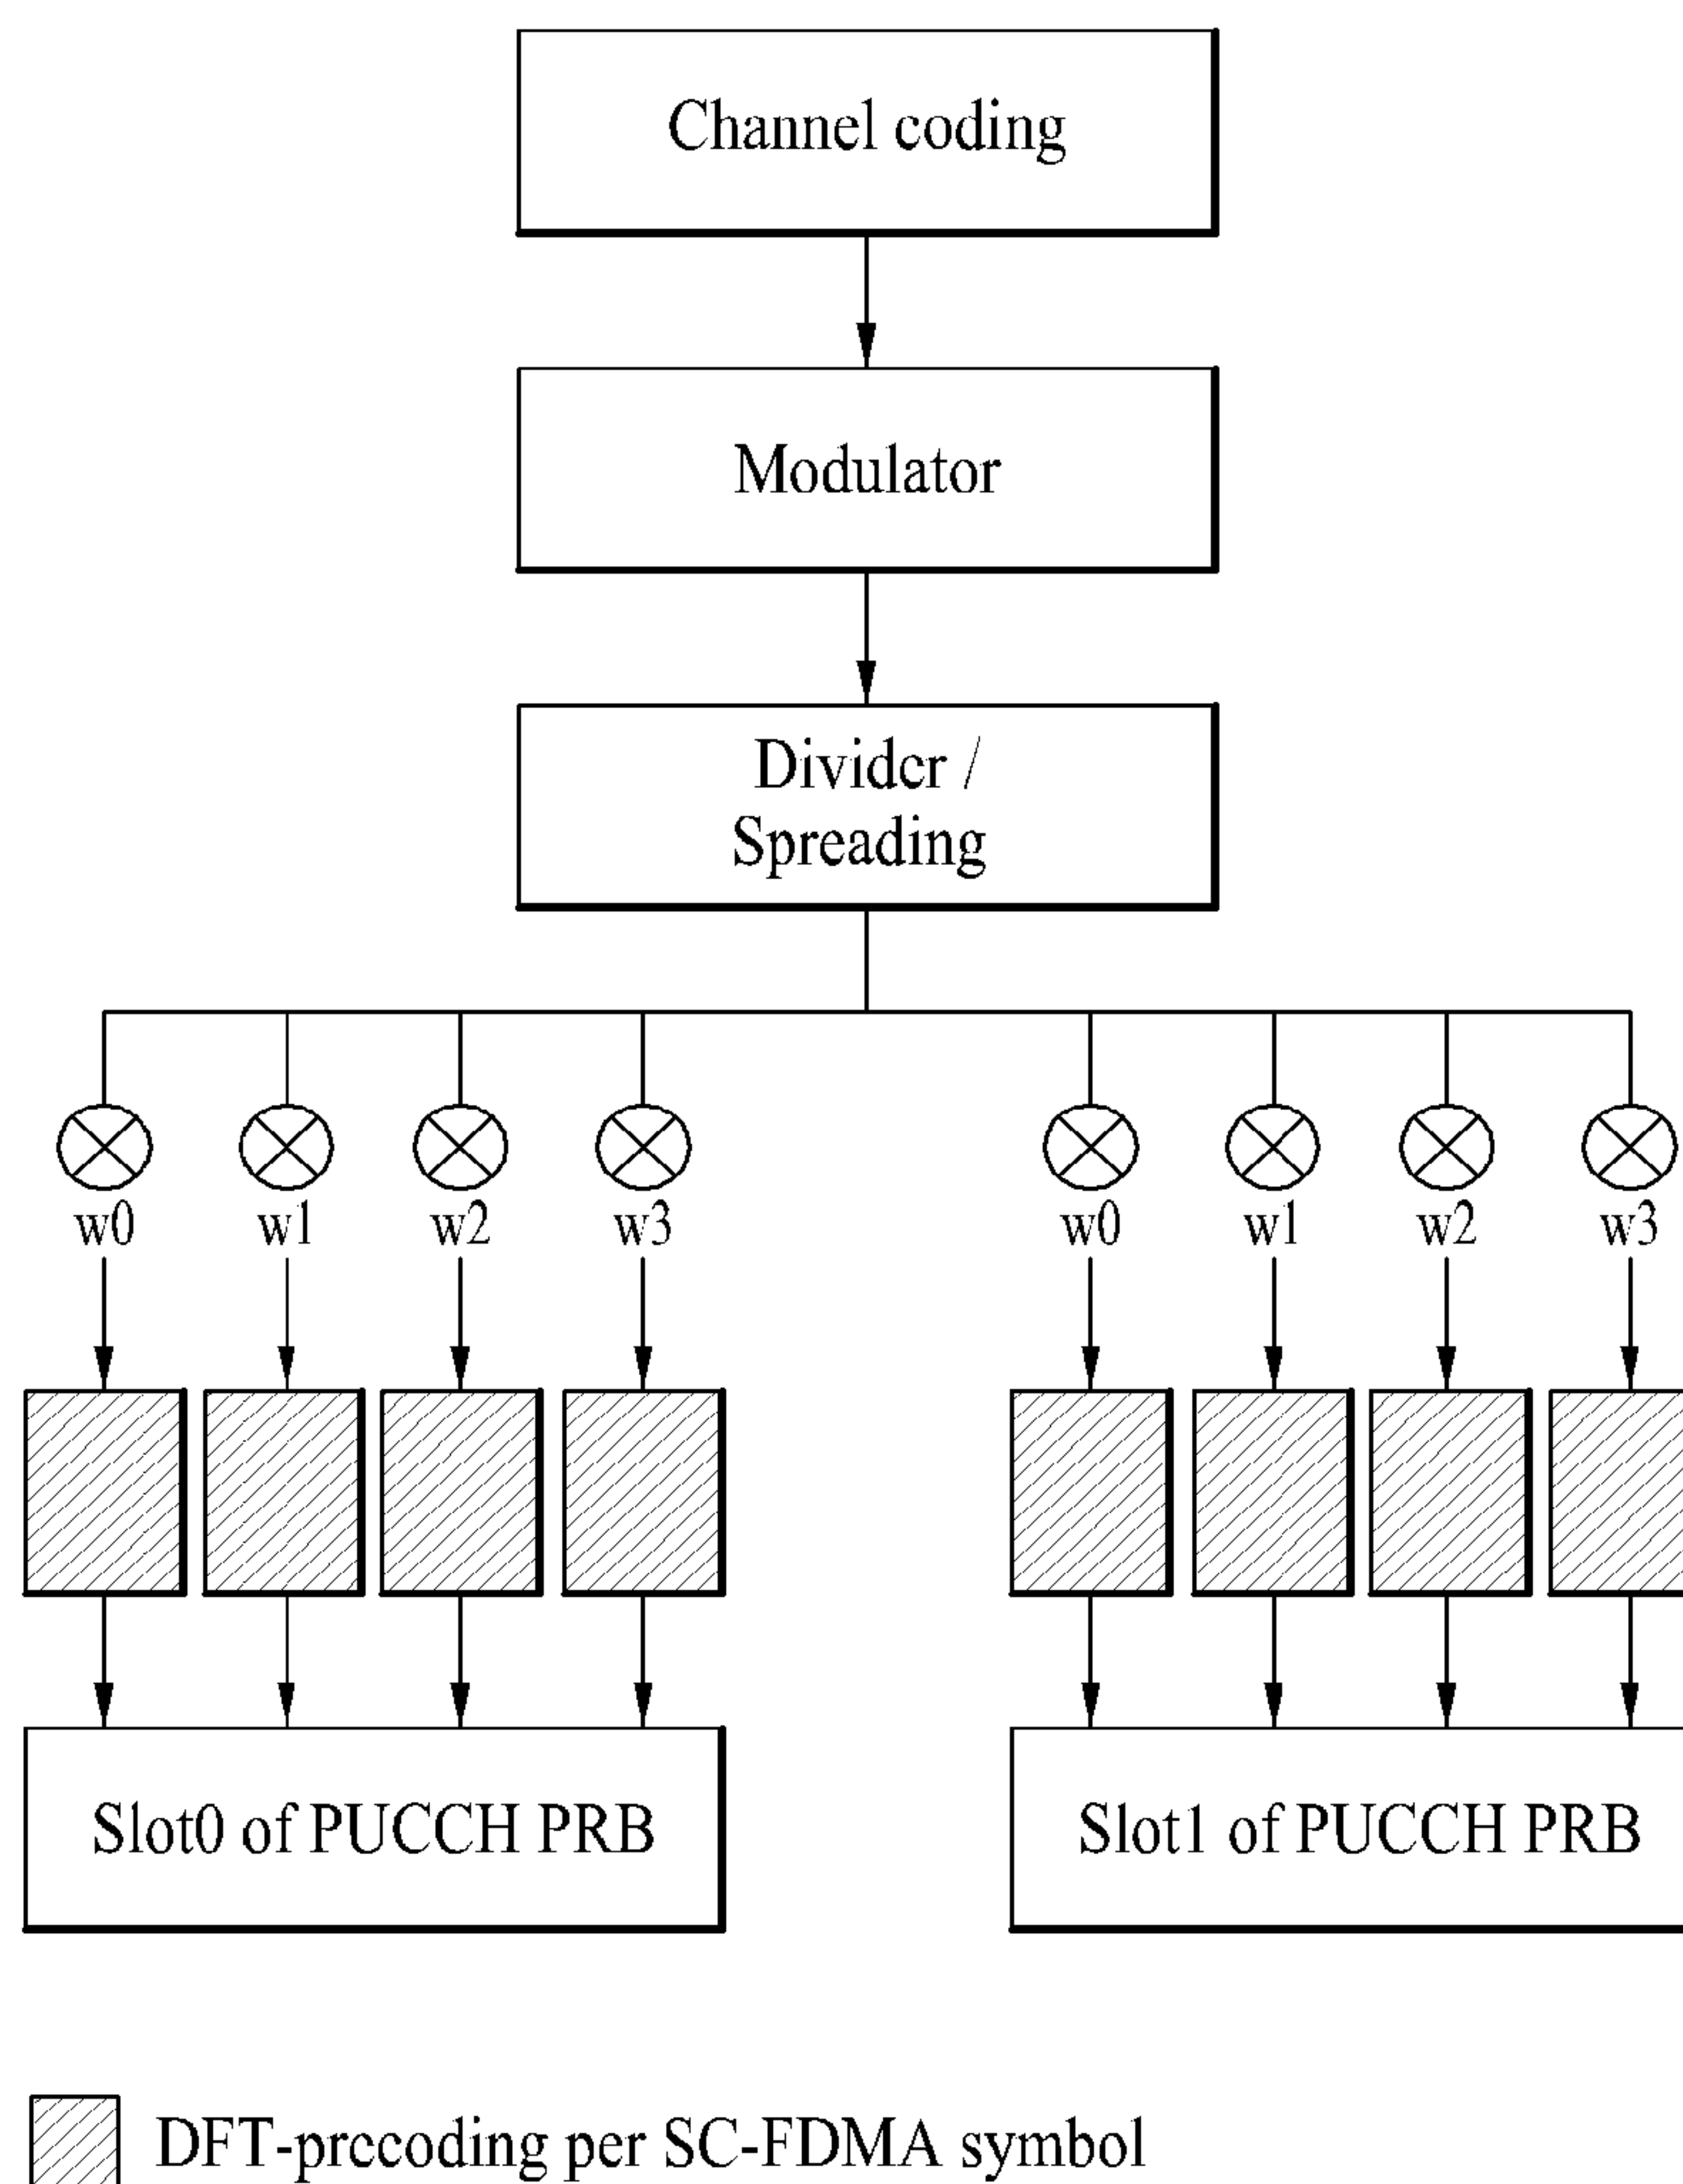 Channel coding
Modulator
Divider /
Spreading
w0 w1 w2 w3 w0 w1 w2 w3
Slot0 of PUCCH PRB Slot1 of PUCCH PRB
DFT-precoding per SC-FDMA symbol